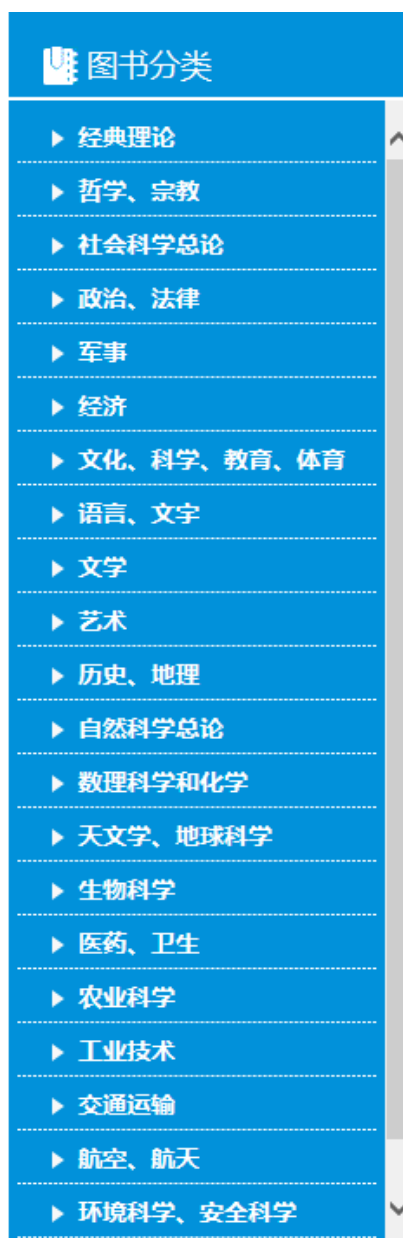 图书分类
经典理论
哲学、宗教
社会科学总论
政治、法律
军事
经济
文化、科学、教育、体育
语言、文字
文学
艺术
历史、地理
自然科学总论
数理科学和化学
天文学、地球科学
生物科学
医药、卫生
农业科学
工业技术
交通运输
航空、航天
环境科学、安全科学